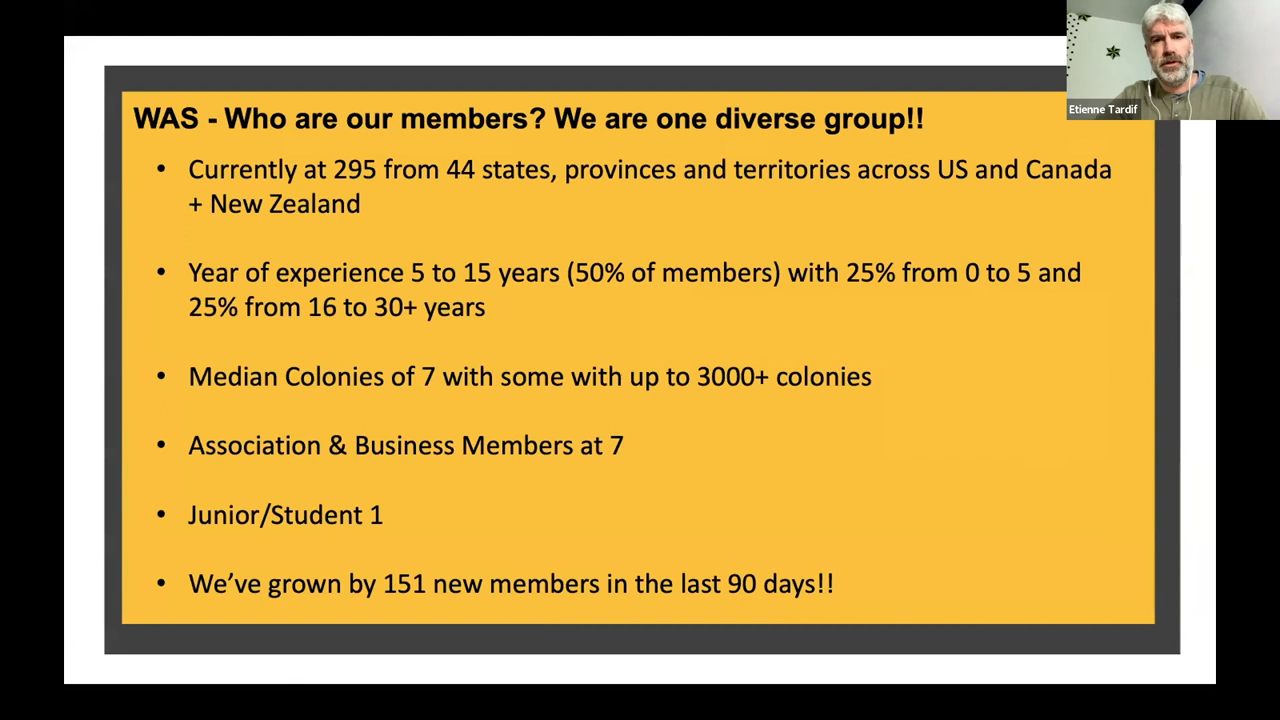 WAS - Who are our members? We are one diverse group!!
• Currently at 295 from 44 states, provinces and territories across US and Canada
+ New Zealand
• Year of experience 5 to 15 years (50% of members) with 25% from 0 to 5 and
25% from 16 to 30+ years
• Median Colonies of 7 with some with up to 3000+ colonies
• Association & Business Members at 7
• Junior/Student 1
• We’ve grown by 151 new members in the last 90 days!!
Etienne Tardif